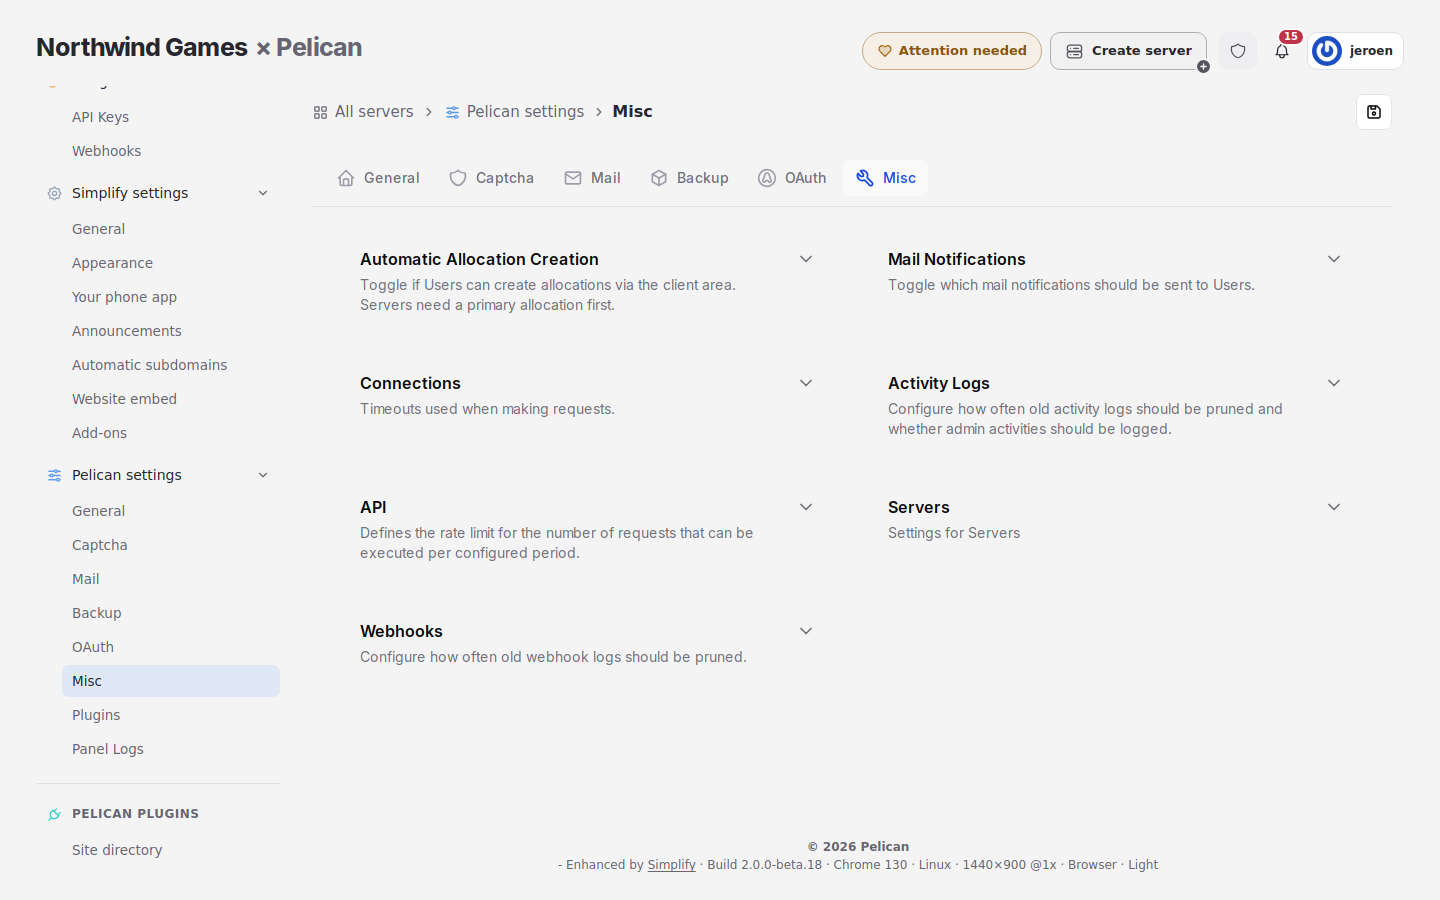 Northwind Games × Pelican
Attention needed
Create server
15
jeroen
API Keys
Webhooks
Simplify settings
General
Appearance
Your phone app
Announcements
Automatic subdomains
Website embed
Add-ons
Pelican settings
General
Captcha
Mail
Backup
OAuth
Misc
Plugins
Panel Logs
PELICAN PLUGINS
Site directory
All servers > Pelican settings > Misc
General
Captcha
Mail
Backup
OAuth
Misc
Automatic Allocation Creation
Toggle if Users can create allocations via the client area.
Servers need a primary allocation first.
Mail Notifications
Toggle which mail notifications should be sent to Users.
Connections
Timeouts used when making requests.
Activity Logs
Configure how often old activity logs should be pruned and
whether admin activities should be logged.
API
Defines the rate limit for the number of requests that can be
executed per configured period.
Servers
Settings for Servers
Webhooks
Configure how often old webhook logs should be pruned.
© 2026 Pelican
- Enhanced by Simplify · Build 2.0.0-beta.18 · Chrome 130 · Linux · 1440×900 @1x · Browser · Light